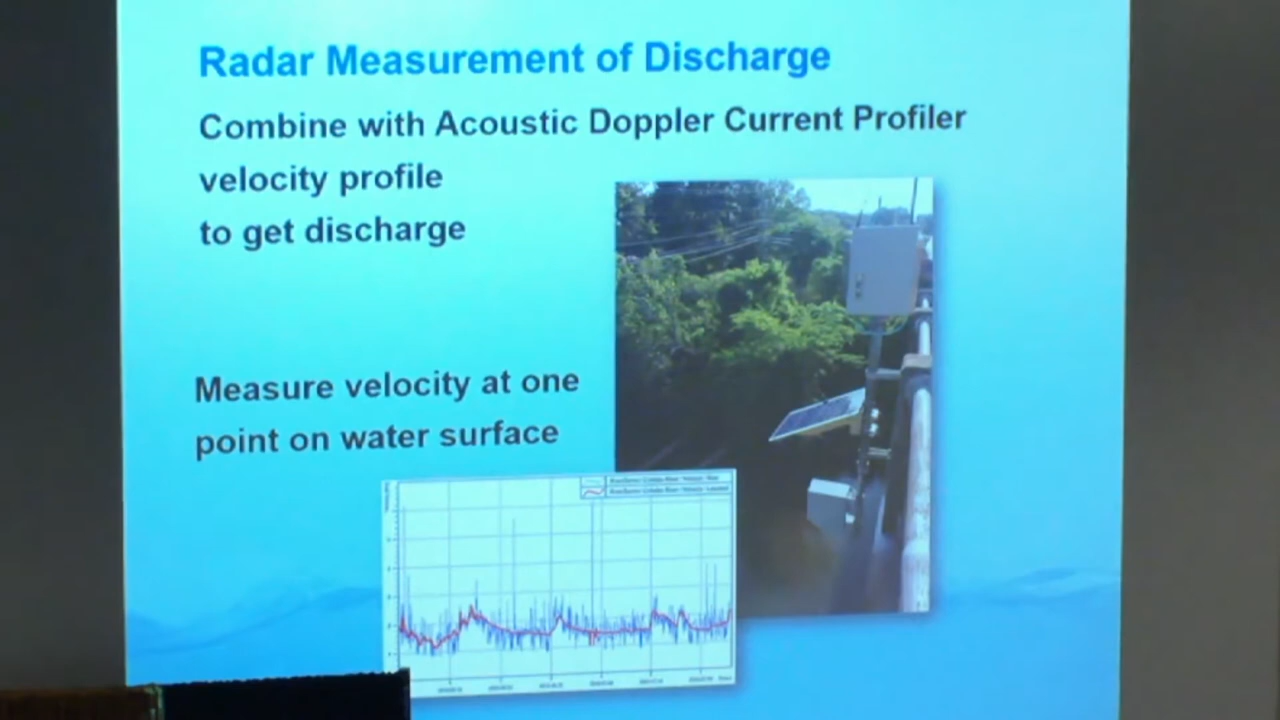 Radar Measurement of Discharge
Combine with Acoustic Doppler Current Profiler
velocity profile
to get discharge
Measure velocity at one
point on water surface